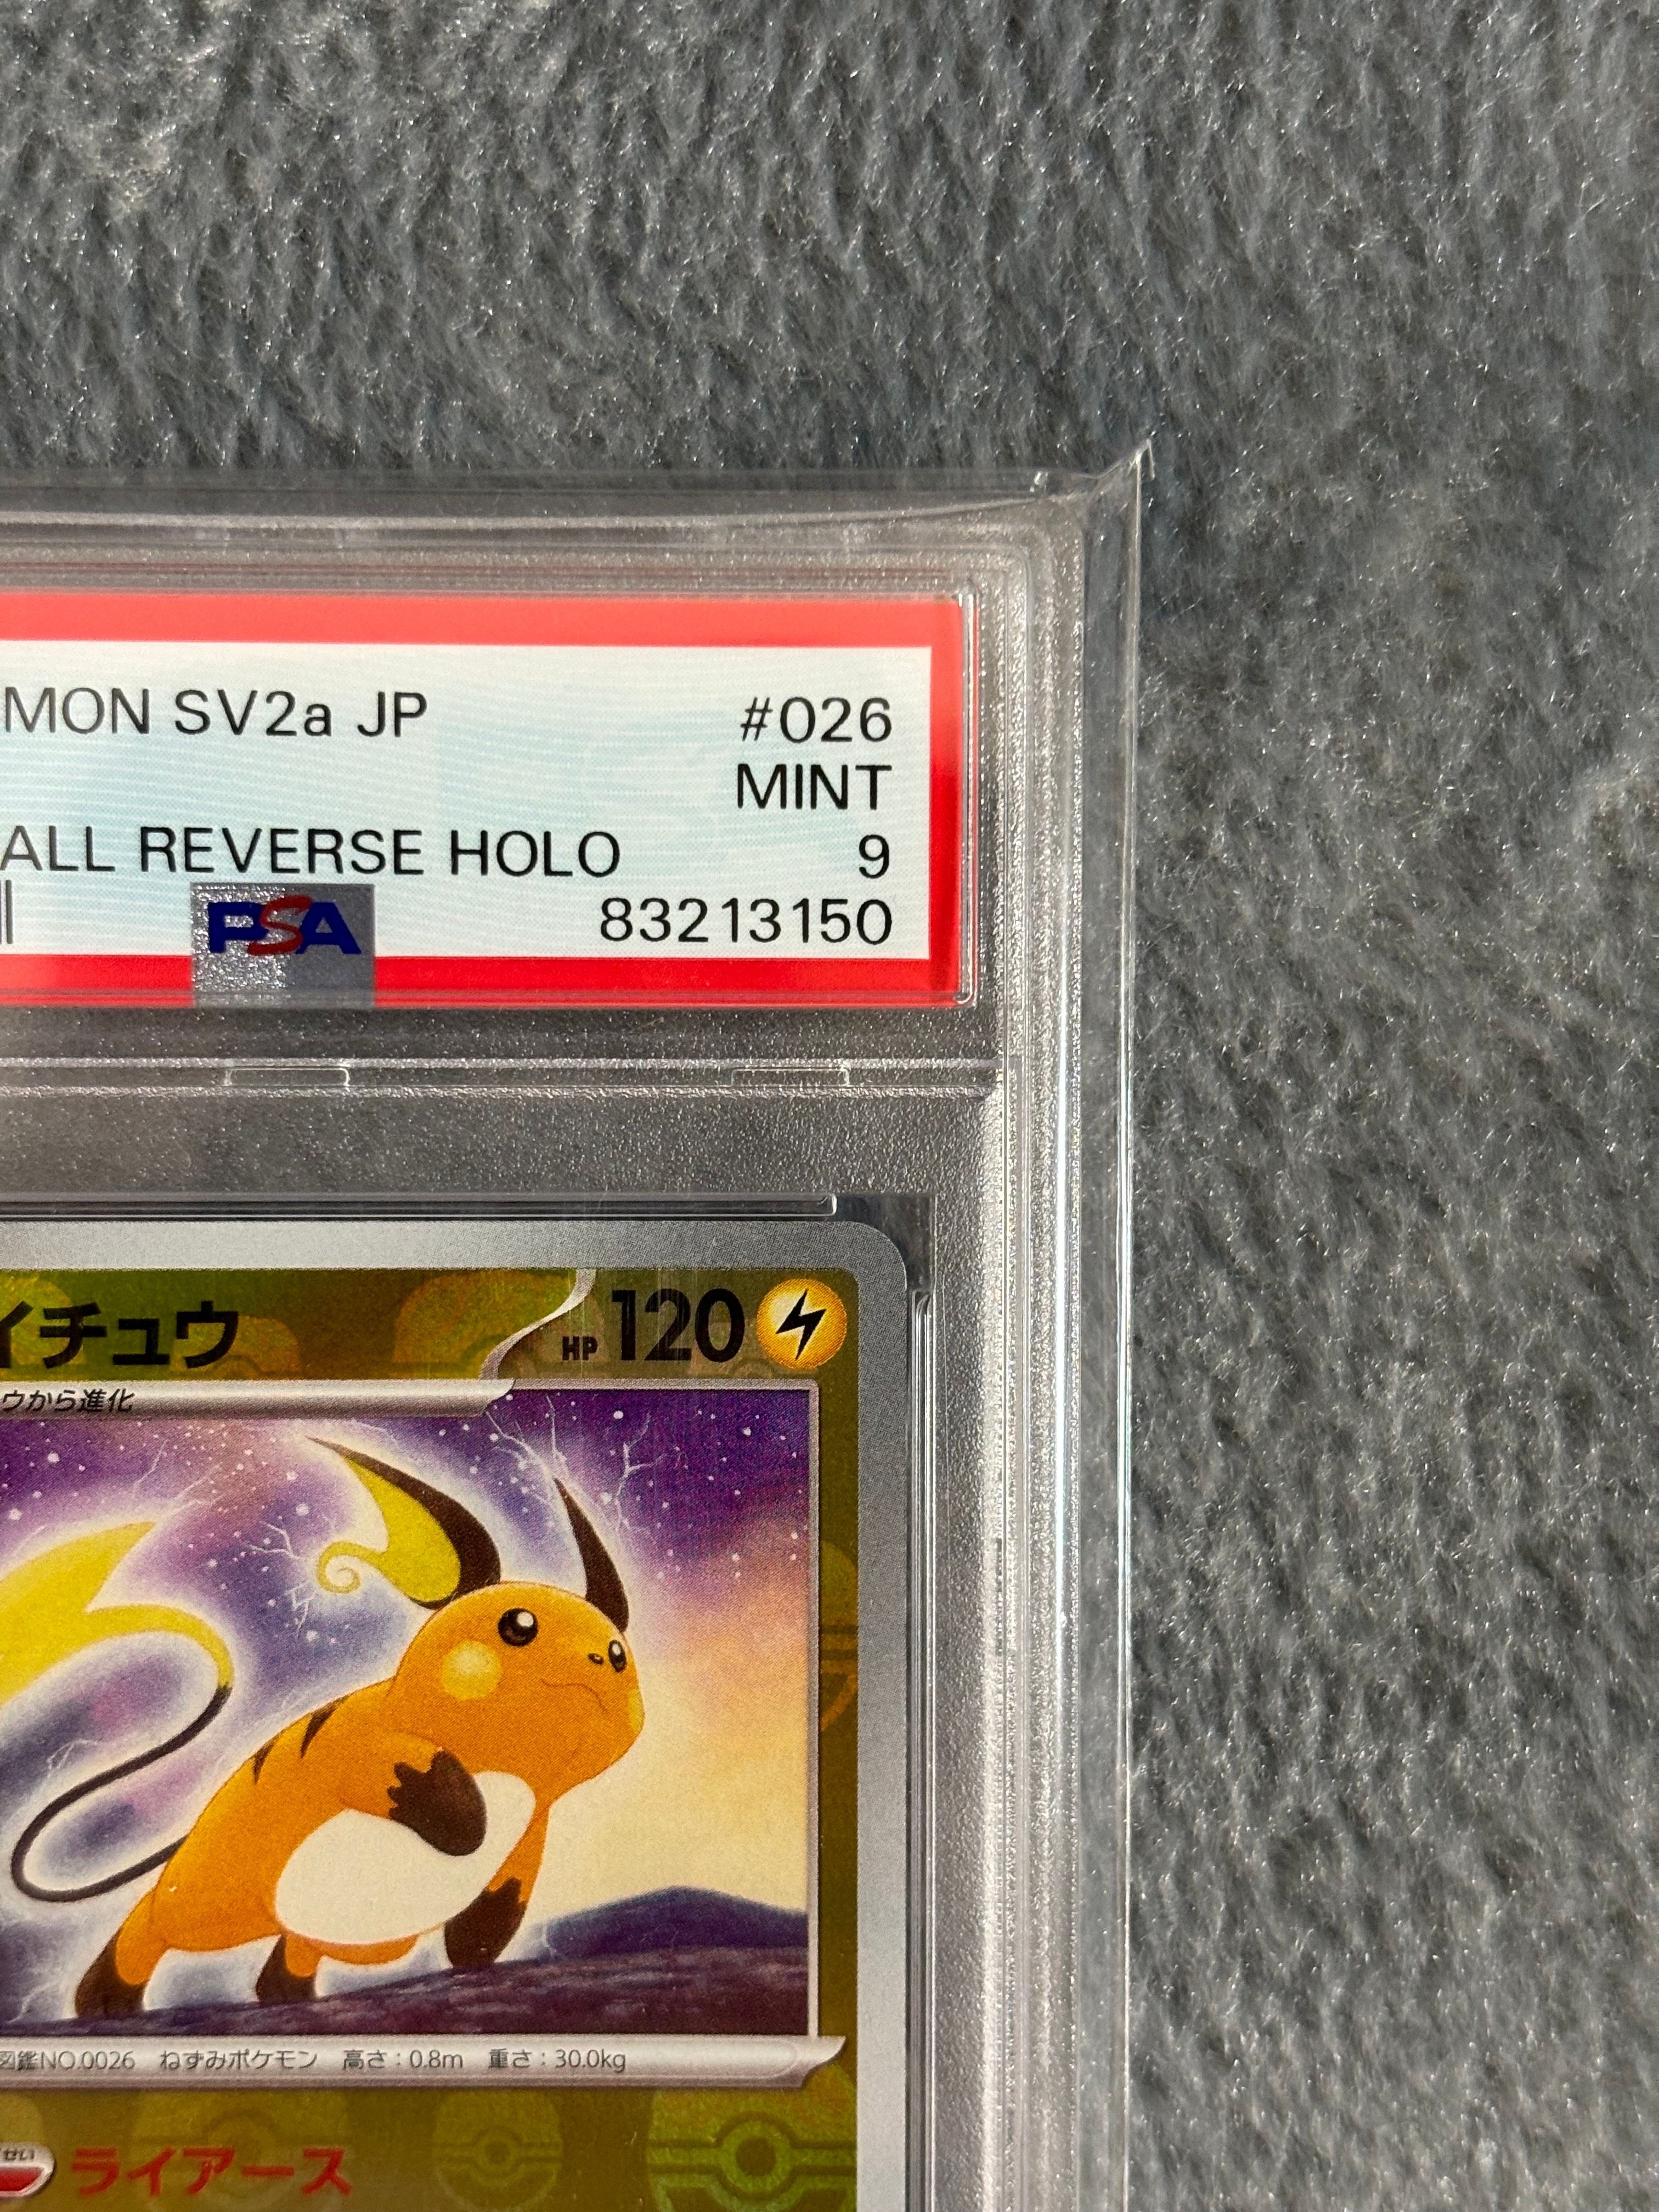 MON SV2a JP #026
MINT
ALL REVERSE HOLO 9
PSA 83213150
イチュウ HP 120
ウから進化
図鑑NO.0026 ねずみポケモン 高さ:0.8m 重さ:30.0kg
せい
ライアース